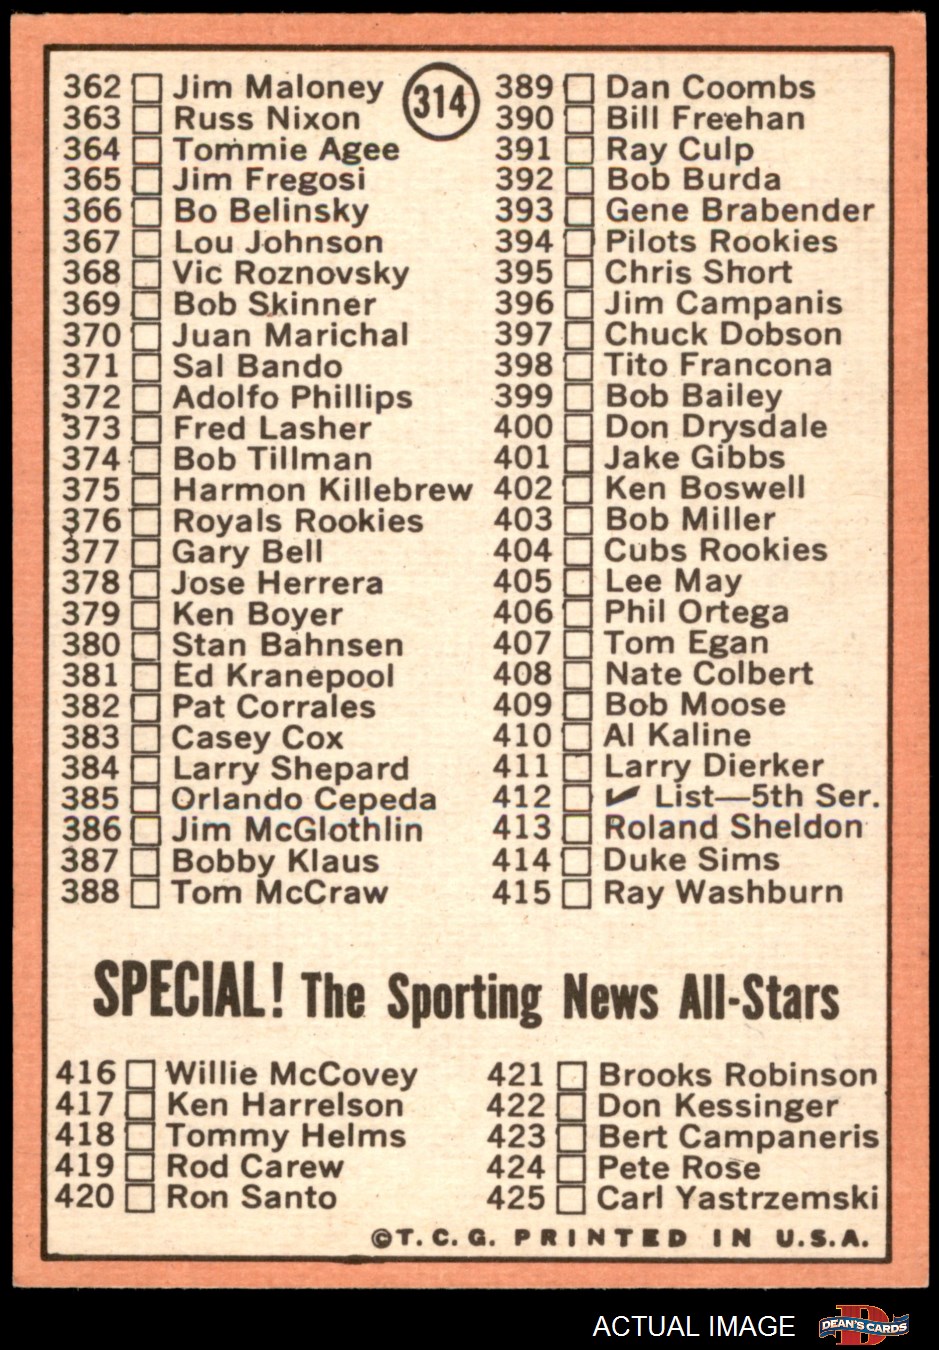 314
362 Jim Maloney
363 Russ Nixon
364 Tommie Agee
365 Jim Fregosi
366 Bo Belinsky
367 Lou Johnson
368 Vic Roznovsky
369 Bob Skinner
370 Juan Marichal
371 Sal Bando
372 Adolfo Phillips
373 Fred Lasher
374 Bob Tillman
375 Harmon Killebrew
376 Royals Rookies
377 Gary Bell
378 Jose Herrera
379 Ken Boyer
380 Stan Bahnsen
381 Ed Kranepool
382 Pat Corrales
383 Casey Cox
384 Larry Shepard
385 Orlando Cepeda
386 Jim McGlothlin
387 Bobby Klaus
388 Tom McCraw
389 Dan Coombs
390 Bill Freehan
391 Ray Culp
392 Bob Burda
393 Gene Brabender
394 Pilots Rookies
395 Chris Short
396 Jim Campanis
397 Chuck Dobson
398 Tito Francona
399 Bob Bailey
400 Don Drysdale
401 Jake Gibbs
402 Ken Boswell
403 Bob Miller
404 Cubs Rookies
405 Lee May
406 Phil Ortega
407 Tom Egan
408 Nate Colbert
409 Bob Moose
410 Al Kaline
411 Larry Dierker
412 ✔ List—5th Ser.
413 Roland Sheldon
414 Duke Sims
415 Ray Washburn
SPECIAL! The Sporting News All-Stars
416 Willie McCovey
417 Ken Harrelson
418 Tommy Helms
419 Rod Carew
420 Ron Santo
421 Brooks Robinson
422 Don Kessinger
423 Bert Campaneris
424 Pete Rose
425 Carl Yastrzemski
©T. C. G. PRINTED IN U.S.A.
ACTUAL IMAGE
D
DEAN'S CARDS